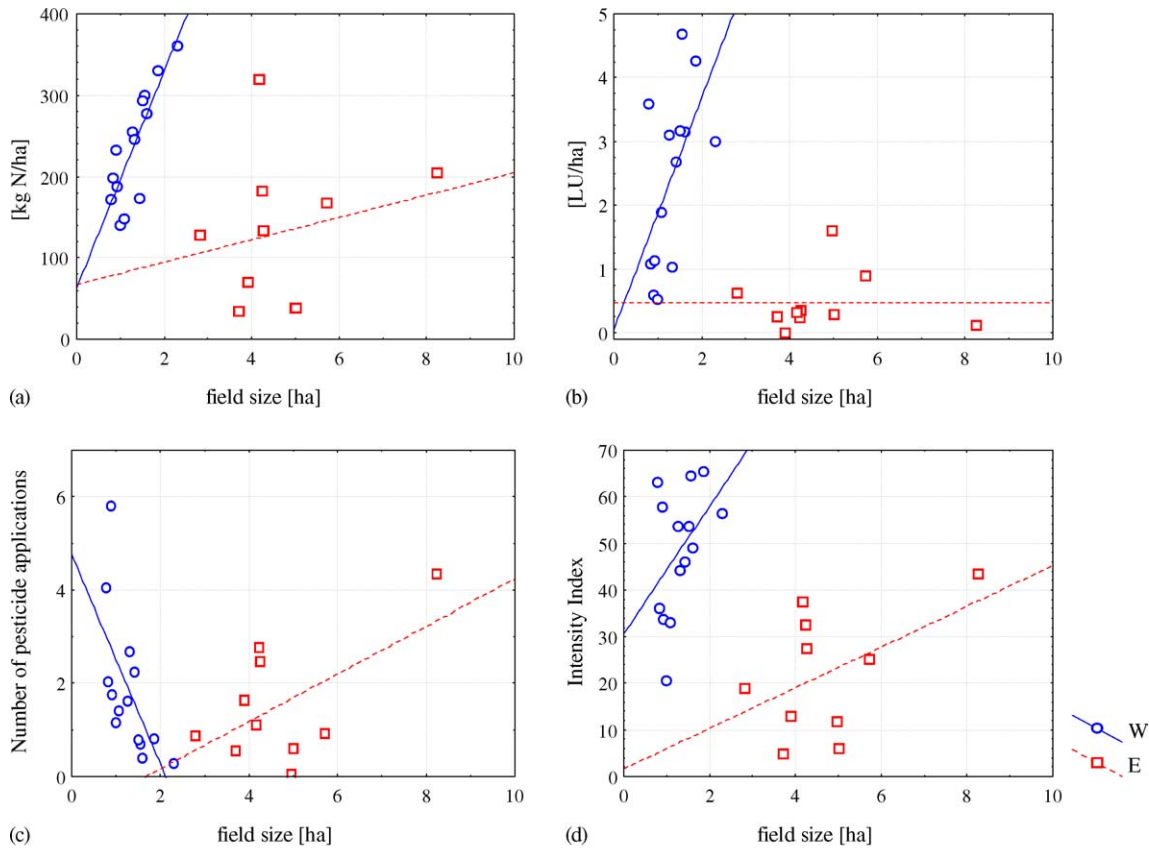 400
300
200
100
0
[kg N/ha]
0 2 4 6 8 10
(a) field size [ha]
5
4
3
2
1
0
[LU/ha]
0 2 4 6 8 10
(b) field size [ha]
6
4
2
0
Number of pesticide applications
0 2 4 6 8 10
(c) field size [ha]
70
60
50
40
30
20
10
0
Intensity Index
0 2 4 6 8 10
(d) field size [ha]
W
E